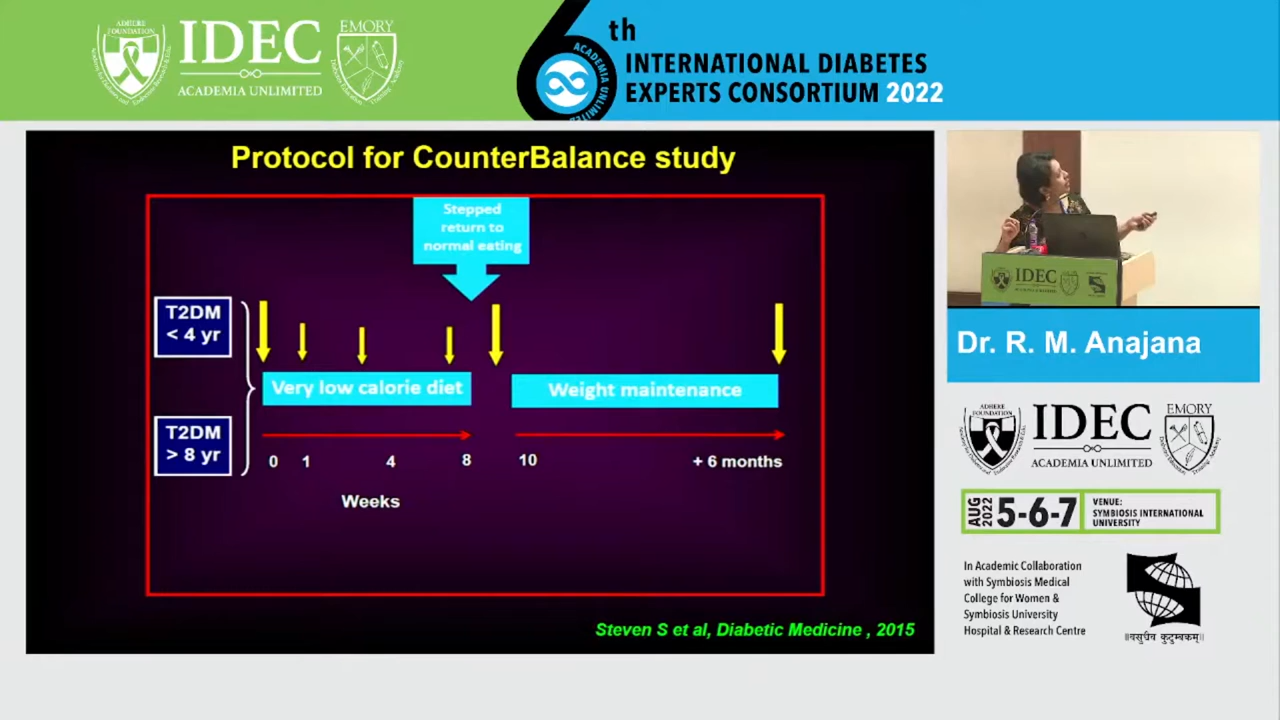 ADHERE
FOUNDATION
IDEC
ACADEMIA UNLIMITED
EMORY
6th
ACADEMIA UNLIMITED
INTERNATIONAL DIABETES
EXPERTS CONSORTIUM 2022
Protocol for CounterBalance study
Stepped
return to
normal eating
T2DM
< 4 yr
T2DM
> 8 yr
Very low calorie diet
Weight maintenance
0 1 4 8 10 + 6 months
Weeks
Steven S et al, Diabetic Medicine , 2015
IDEC
Dr. R. M. Anajana
ADHERE
FOUNDATION
IDEC
ACADEMIA UNLIMITED
EMORY
AUG
2022
5-6-7
VENUE:
SYMBIOSIS INTERNATIONAL
UNIVERSITY
In Academic Collaboration
with Symbiosis Medical
College for Women &
Symbiosis University
Hospital & Research Centre
॥वसुधैव कुटुम्बकम्॥